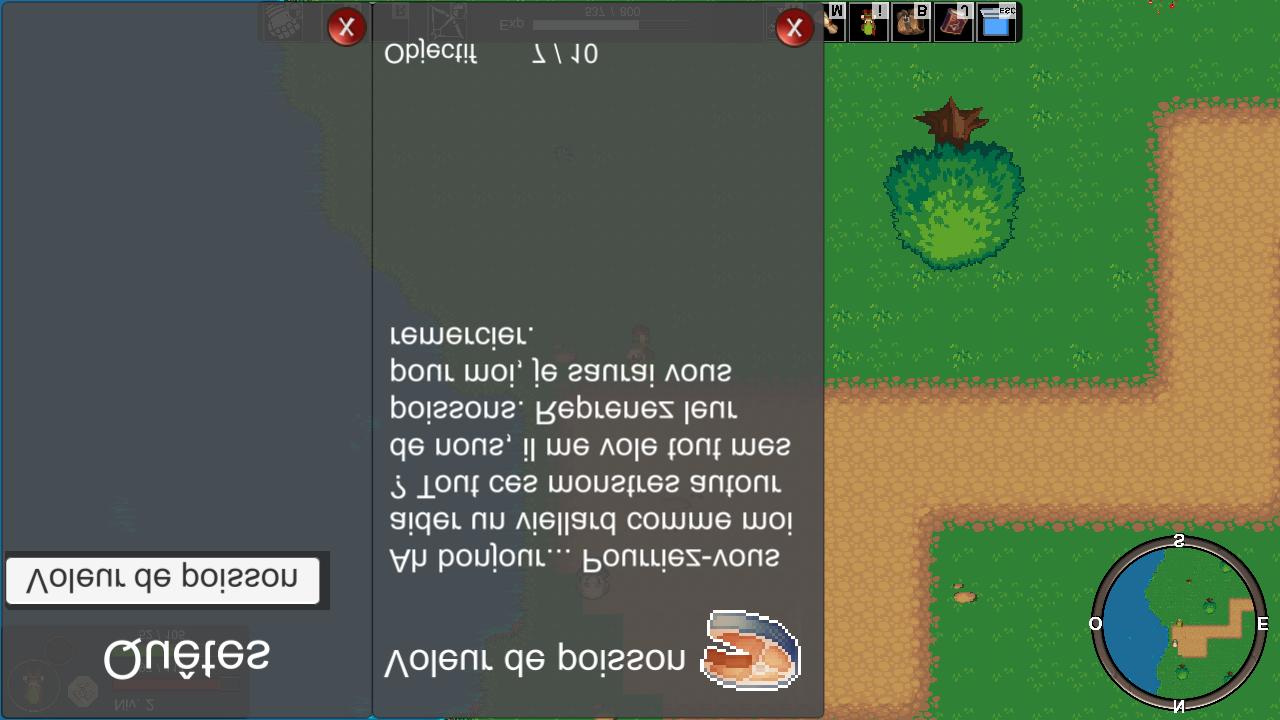 Quêtes
Voleur de poisson
Voleur de poisson
Ah bonjour... Pourriez-vous
aider un viellard comme moi
? Tout ces monstres autour
de nous, il me vole tout mes
poissons. Reprenez leur
pour moi, je saurai vous
remercier.
Objectif 7 / 10
X
X
Niv. 2
Exp 537 / 800
R
M
I
B
J
ESC
N
O
E
S